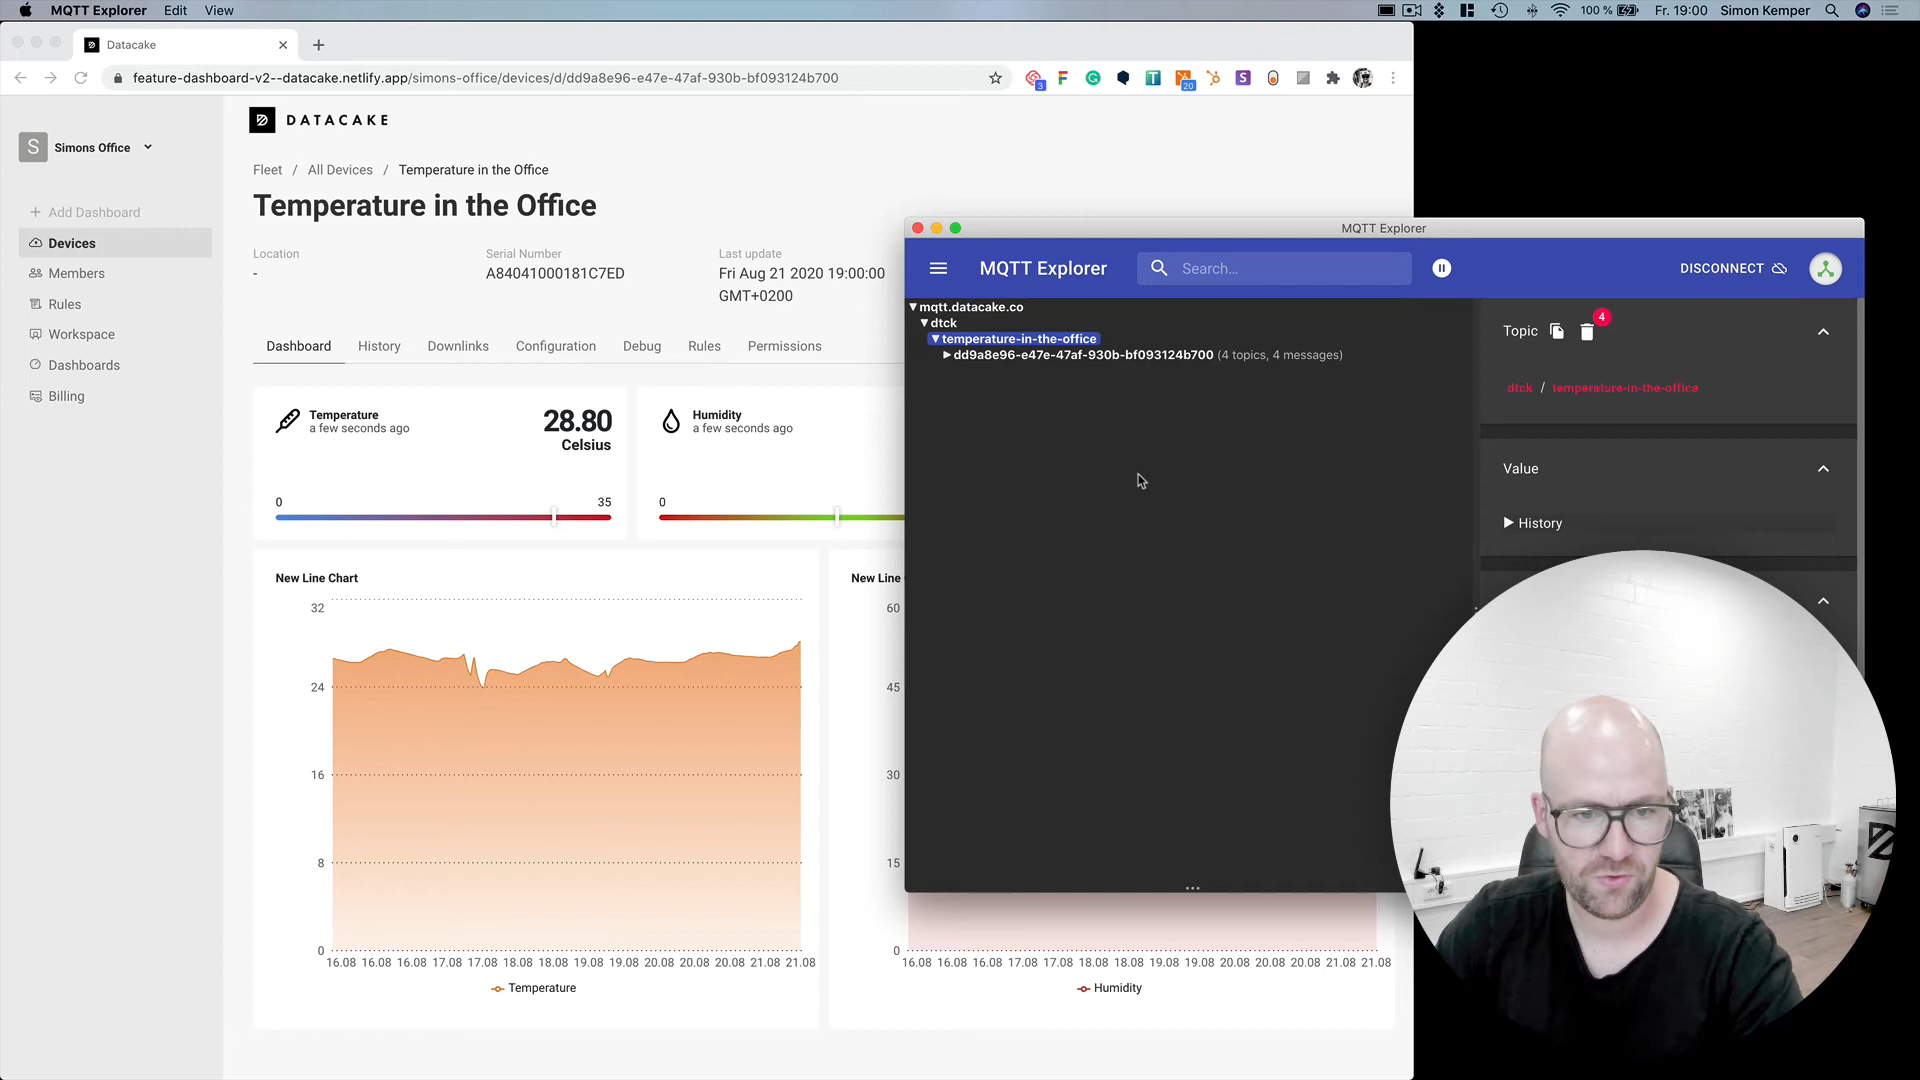 MQTT Explorer Edit View 100 % Fr. 19:00 Simon Kemper
Datacake
feature-dashboard-v2--datacake.netlify.app/simons-office/devices/d/dd9a8e96-e47e-47af-930b-bf093124b700
3
20
DATACAKE
S Simons Office
Add Dashboard
Devices
Members
Rules
Workspace
Dashboards
Billing
Fleet / All Devices / Temperature in the Office
Temperature in the Office
Location
-
Serial Number
A84041000181C7ED
Last update
Fri Aug 21 2020 19:00:00
GMT+0200
Dashboard History Downlinks Configuration Debug Rules Permissions
Temperature
a few seconds ago
28.80
Celsius
0 35
Humidity
a few seconds ago
0
New Line Chart
32
24
16
8
0
16.08 16.08 16.08 17.08 17.08 18.08 18.08 19.08 19.08 20.08 20.08 20.08 21.08 21.08
Temperature
New Line
60
45
30
15
0
16.08 16.08 16.08 17.08 17.08 18.08 18.08 19.08 19.08 20.08 20.08 20.08 21.08 21.08
Humidity
MQTT Explorer
MQTT Explorer Search... DISCONNECT
mqtt.datacake.co
dtck
temperature-in-the-office
dd9a8e96-e47e-47af-930b-bf093124b700 (4 topics, 4 messages)
Topic 4
dtck / temperature-in-the-office
Value
History